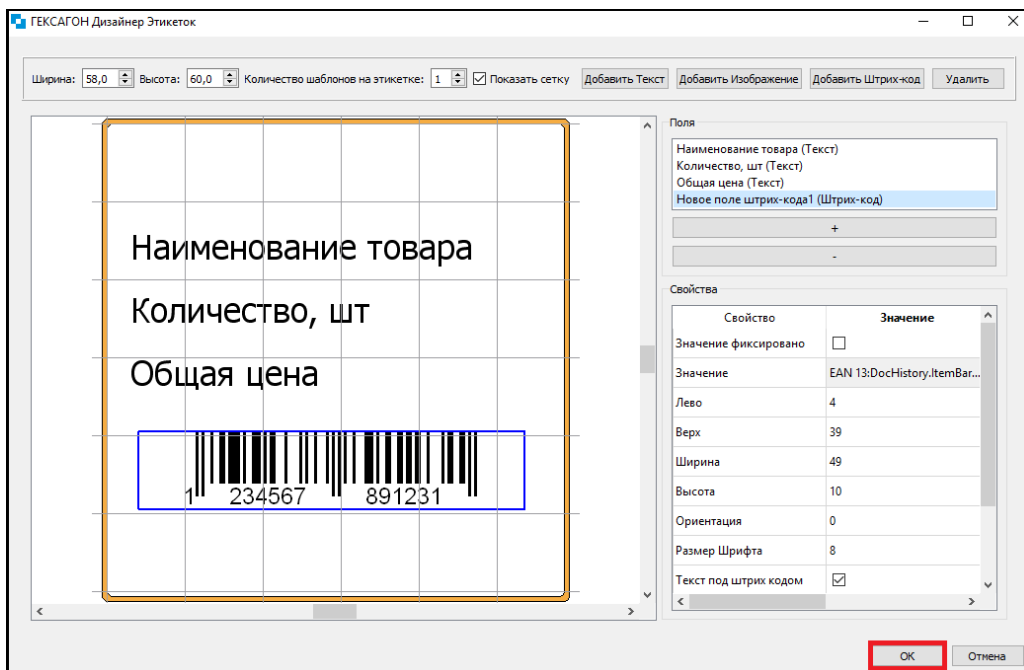 ГЕКСАГОН Дизайнер Этикеток
Ширина: 58,0 Высота: 60,0 Количество шаблонов на этикетке: 1 Показать сетку Добавить Текст Добавить Изображение Добавить Штрих-код Удалить
Наименование товара
Количество, шт
Общая цена
1 234567 891231
Поля
Наименование товара (Текст)
Количество, шт (Текст)
Общая цена (Текст)
Новое поле штрих-кода1 (Штрих-код)
+
-
Свойства
Свойство Значение
Значение фиксировано
Значение EAN 13:DocHistory.ItemBar...
Лево 4
Верх 39
Ширина 49
Высота 10
Ориентация 0
Размер Шрифта 8
Текст под штрих кодом
OK Отмена